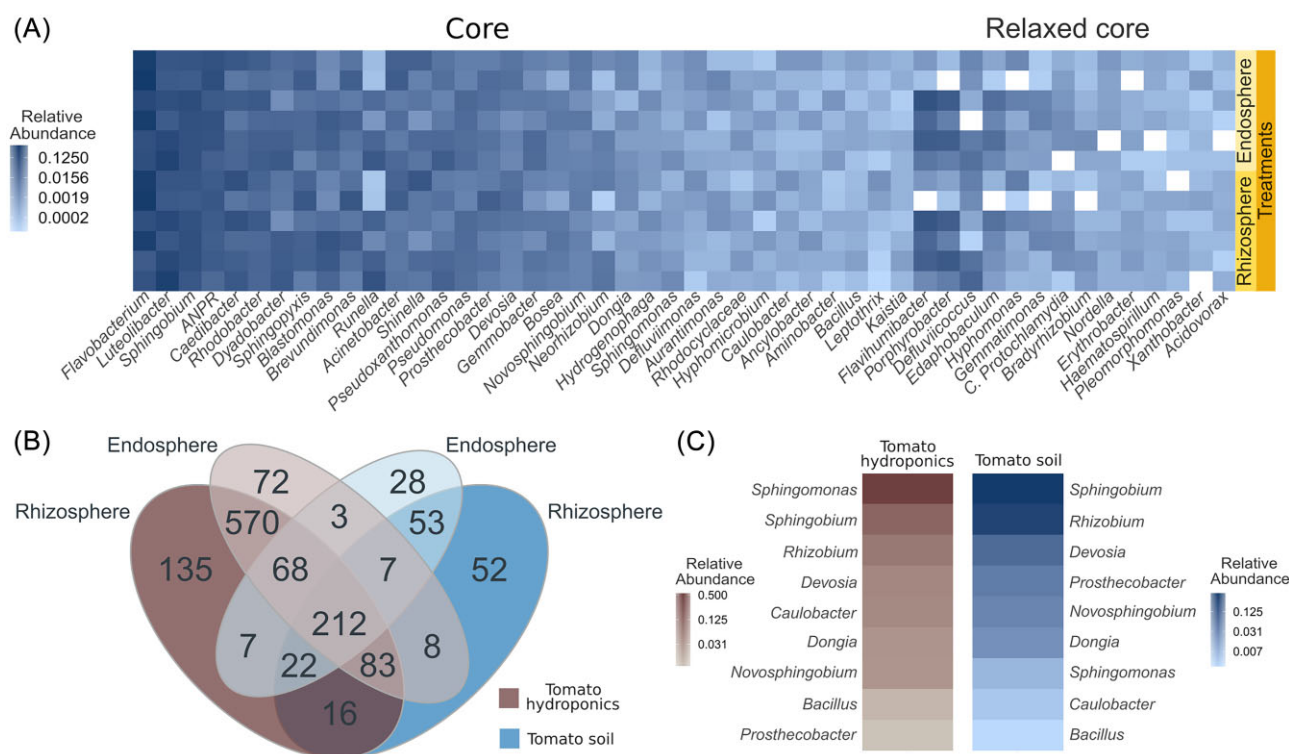 (A)
Core
Relaxed core
Relative
Abundance
0.1250
0.0156
0.0019
0.0002
Endosphere
Rhizosphere
Treatments
Flavobacterium
Luteolibacter
Sphingobium
ANPR
Caedibacter
Rhodobacter
Dyadobacter
Sphingopyxis
Blastomonas
Brevundimonas
Runella
Acinetobacter
Shinella
Pseudoxanthomonas
Pseudomonas
Prosthecobacter
Devosia
Gemmobacter
Bosea
Novosphingobium
Neorhizobium
Dongia
Hydrogenophaga
Sphingomonas
Defluviimonas
Aurantimonas
Rhodocyclaceae
Hyphomicrobium
Caulobacter
Ancylobacter
Aminobacter
Bacillus
Leptothrix
Kaistia
Flavihumibacter
Porphyrobacter
Defluviicoccus
Edaphobaculum
Hyphomonas
Gemmatimonas
C. Protochlamydia
Bradyrhizobium
Nordella
Erythrobacter
Haematospirillum
Pleomorphomonas
Xanthobacter
Acidovorax
(B)
Endosphere
Endosphere
Rhizosphere
Rhizosphere
72
28
570
3
53
135
68
7
52
212
7
22
83
8
16
Tomato
hydroponics
Tomato soil
(C)
Tomato
hydroponics
Tomato soil
Relative
Abundance
0.500
0.125
0.031
Sphingomonas
Sphingobium
Rhizobium
Devosia
Caulobacter
Dongia
Novosphingobium
Bacillus
Prosthecobacter
Sphingobium
Rhizobium
Devosia
Prosthecobacter
Novosphingobium
Dongia
Sphingomonas
Caulobacter
Bacillus
Relative
Abundance
0.125
0.031
0.007